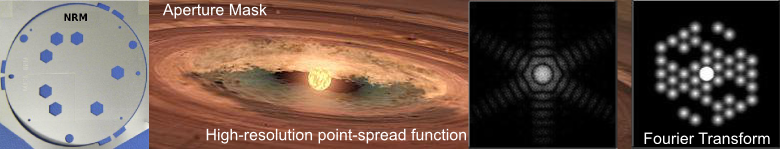 NRM
Aperture Mask
High-resolution point-spread function
Fourier Transform